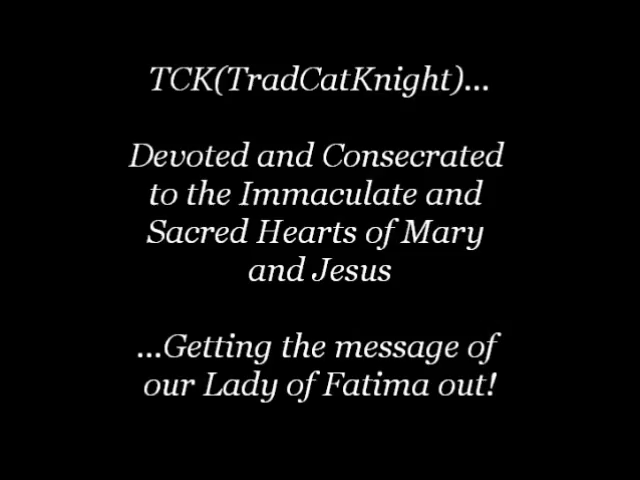 TCK(TradCatKnight)...
Devoted and Consecrated
to the Immaculate and
Sacred Hearts of Mary
and Jesus
...Getting the message of
our Lady of Fatima out!